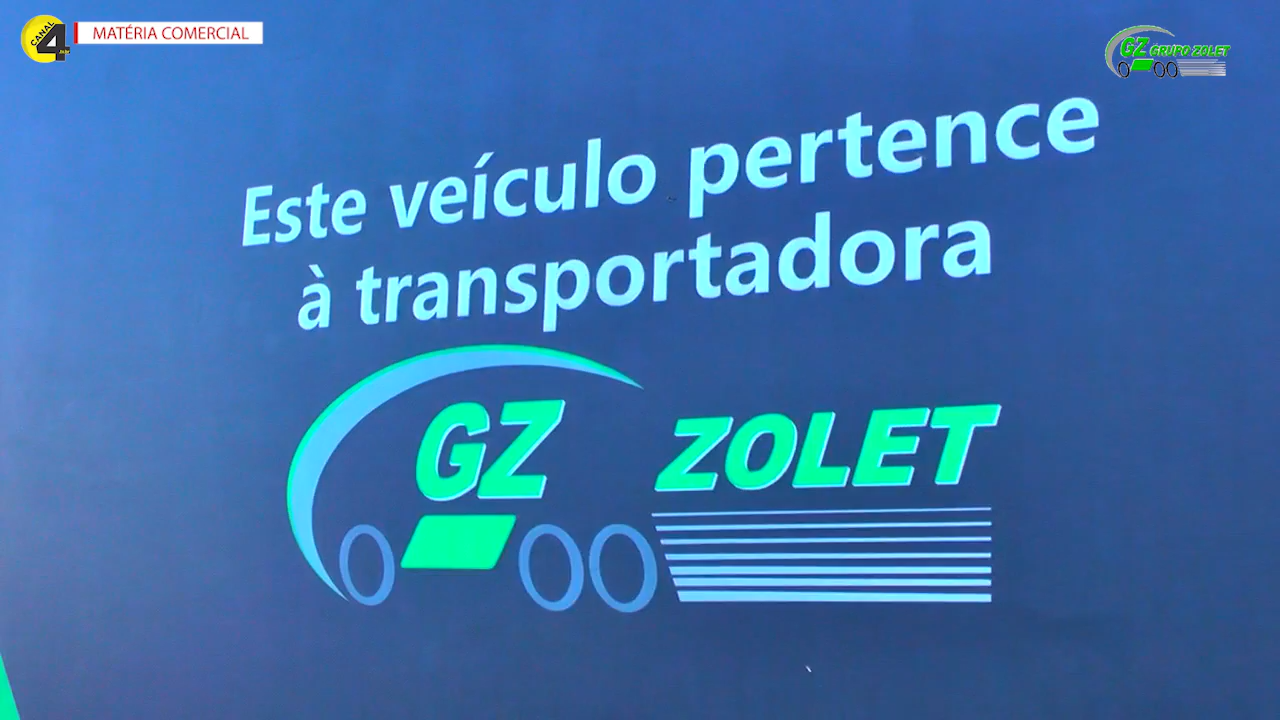 CANAL
4
MATÉRIA COMERCIAL
GZ GRUPO ZOLET
Este veículo pertence
à transportadora
GZ ZOLET